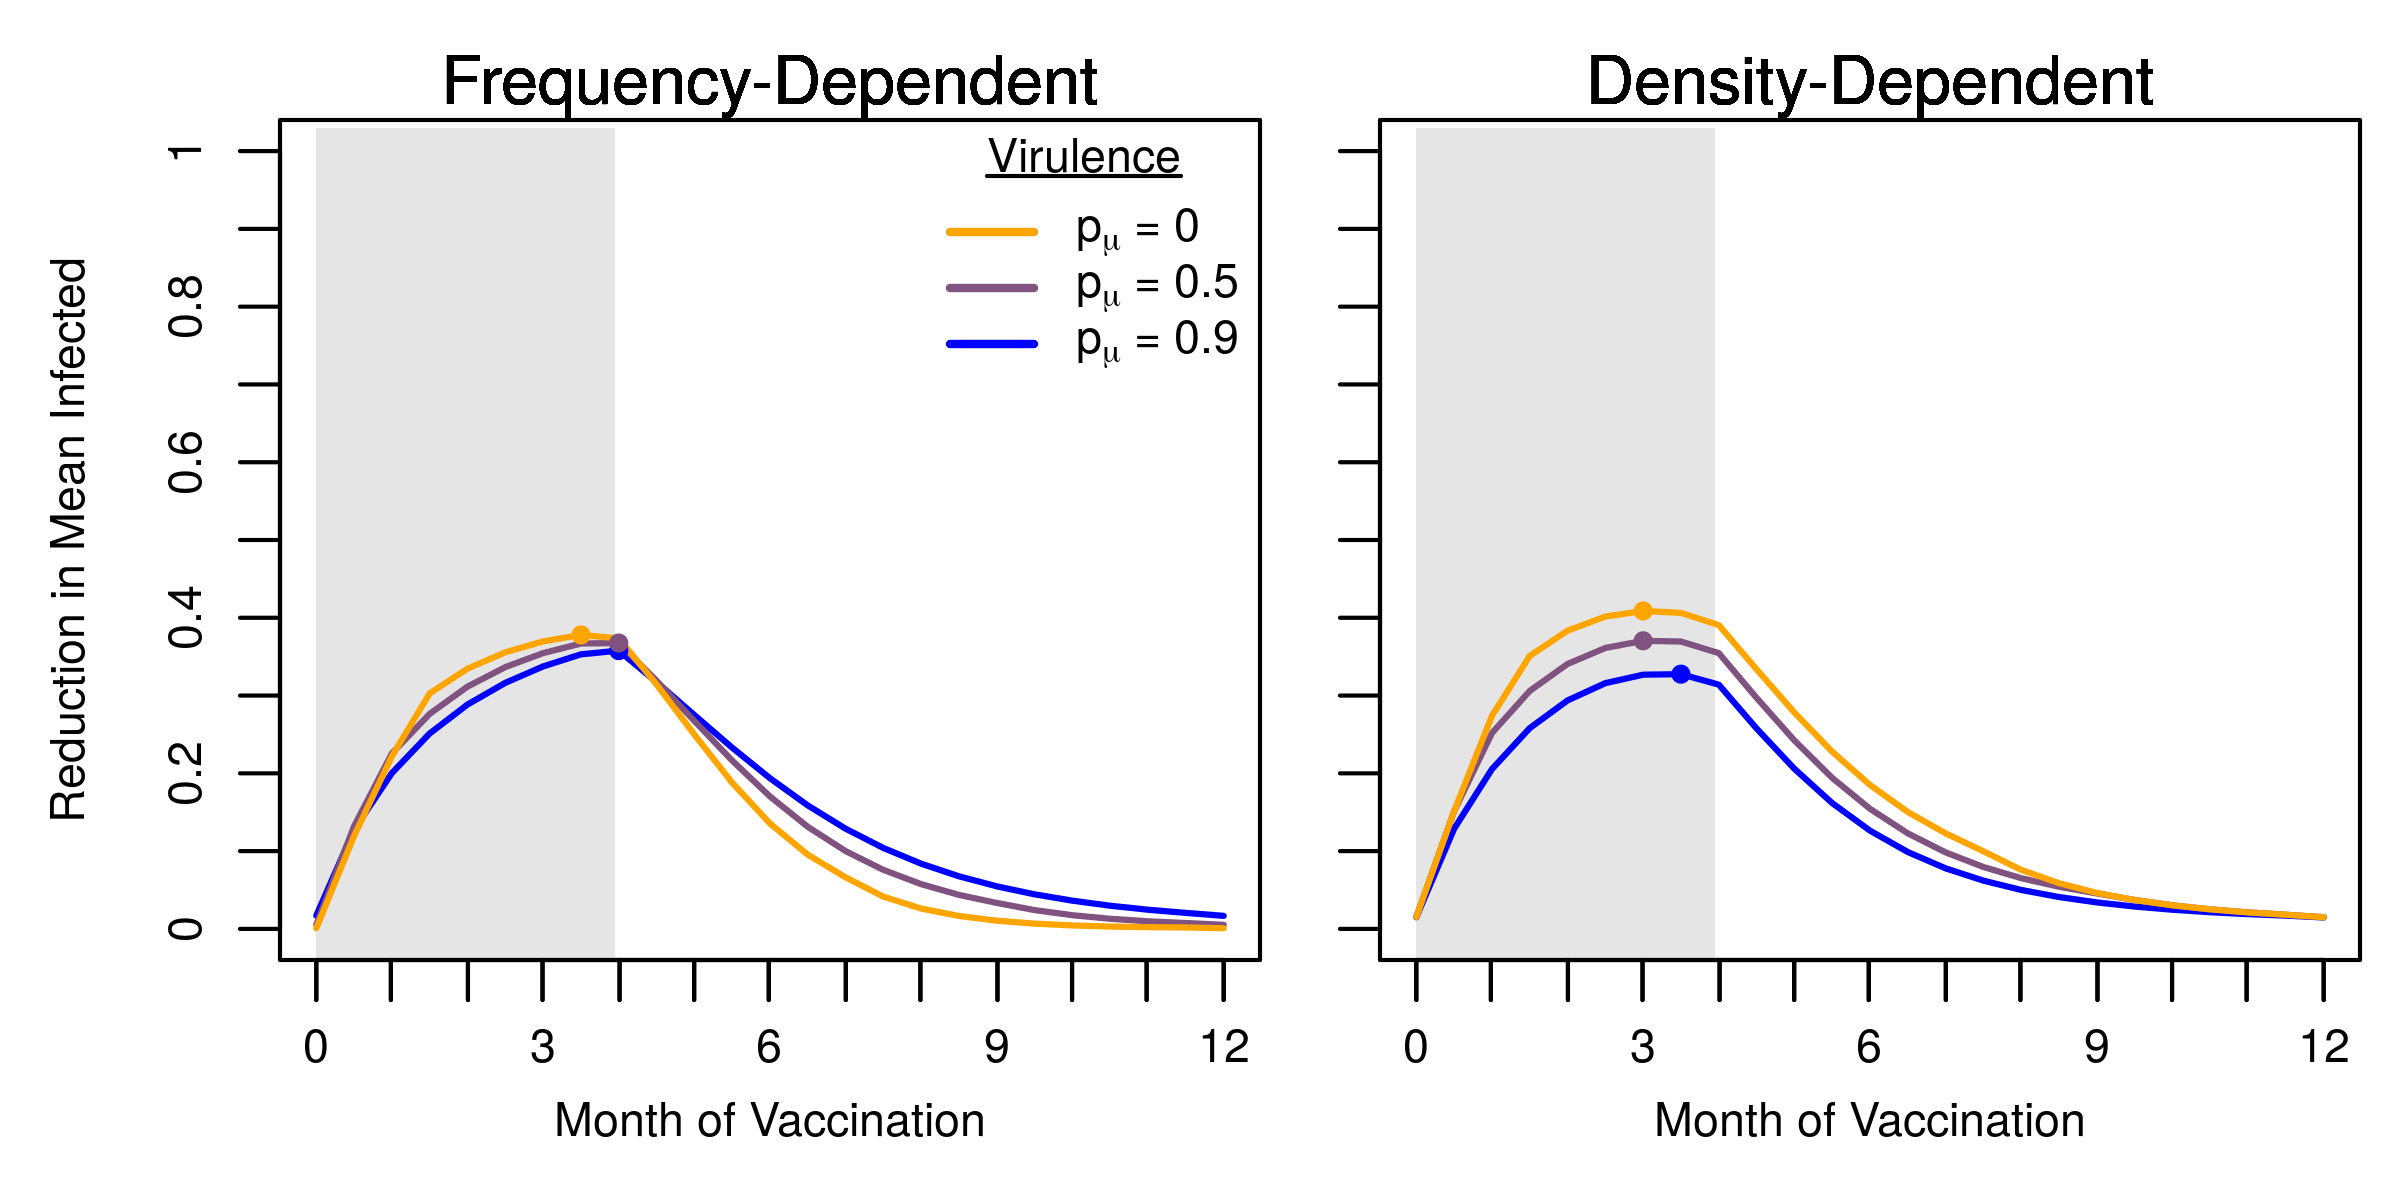 Frequency-Dependent
Density-Dependent
Reduction in Mean Infected
1
0.8
0.6
0.4
0.2
0
Virulence
pμ = 0
pμ = 0.5
pμ = 0.9
0 3 6 9 12
0 3 6 9 12
Month of Vaccination
Month of Vaccination